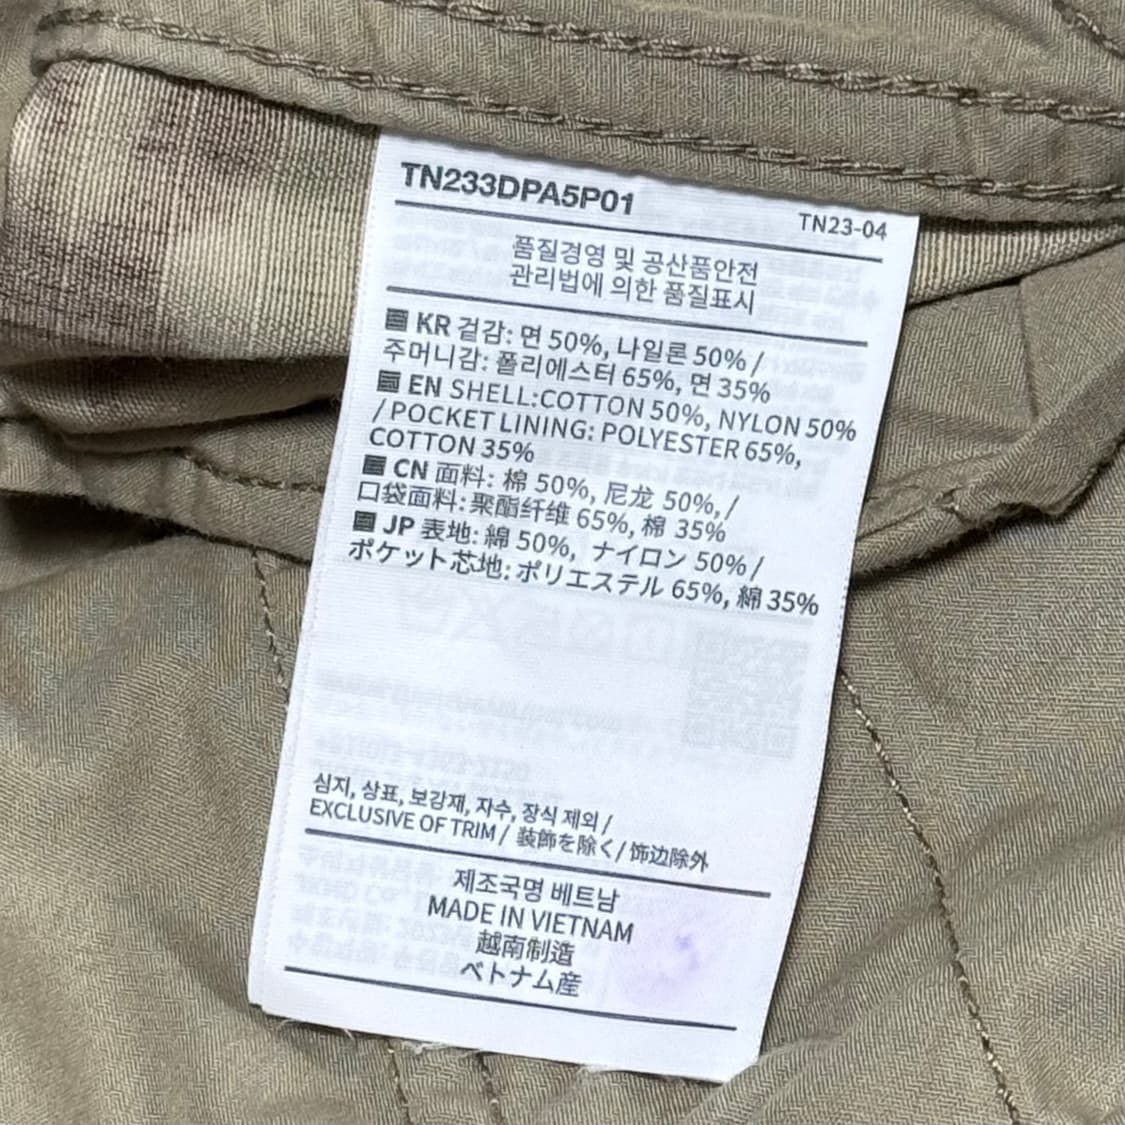 TN233DPA5P01
TN23-04
품질경영 및 공산품안전
관리법에 의한 품질표시
KR 겉감: 면 50%, 나일론 50% /
주머니감: 폴리에스터 65%, 면 35%
EN SHELL:COTTON 50%, NYLON 50%
/ POCKET LINING: POLYESTER 65%,
COTTON 35%
CN 面料: 棉 50%, 尼龙 50%, /
口袋面料: 聚酯纤维 65%, 棉 35%
JP 表地: 綿 50%, ナイロン 50% /
ポケット芯地: ポリエステル 65%, 綿 35%
심지, 상표, 보강재, 자수, 장식 제외 /
EXCLUSIVE OF TRIM / 装飾を除く / 饰边除外
제조국명 베트남
MADE IN VIETNAM
越南制造
ベトナム産